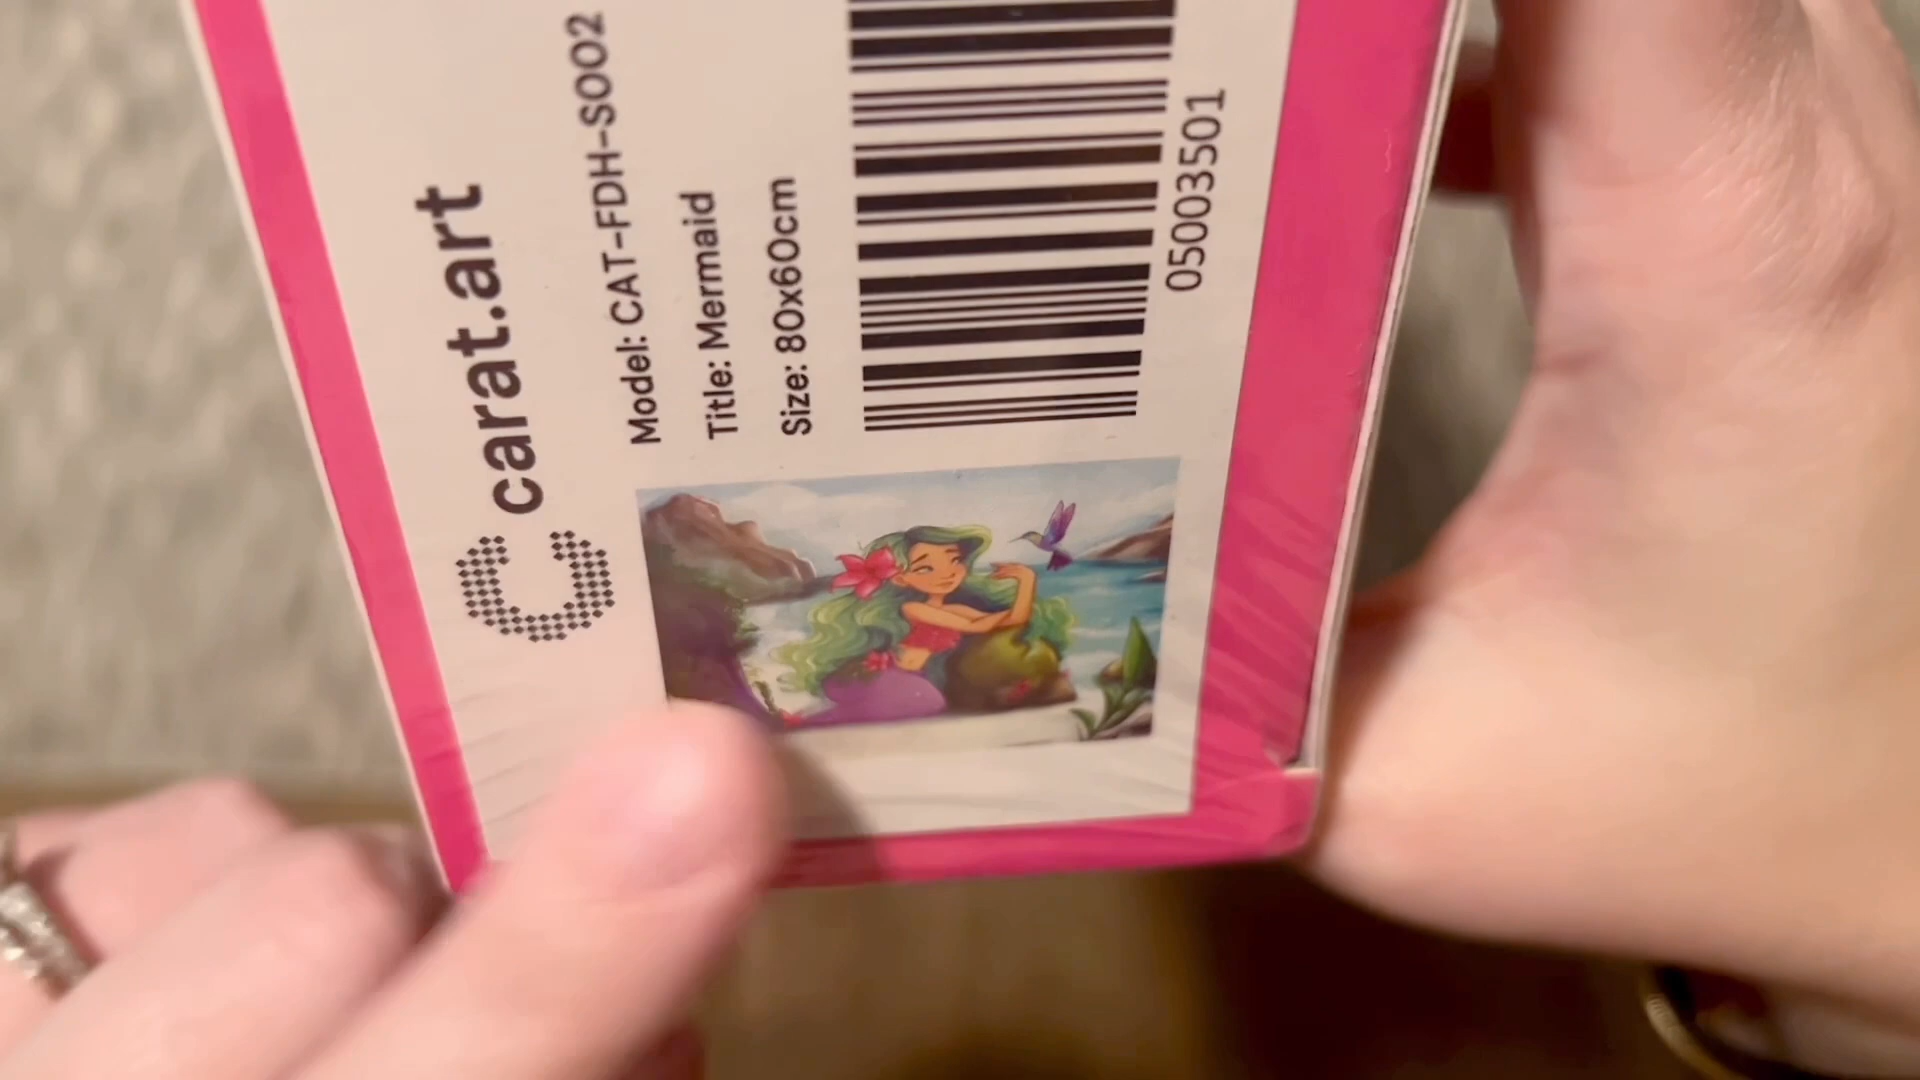 carat.art
Model: CAT-FDH-S002
Title: Mermaid
Size: 80x60cm
05003501